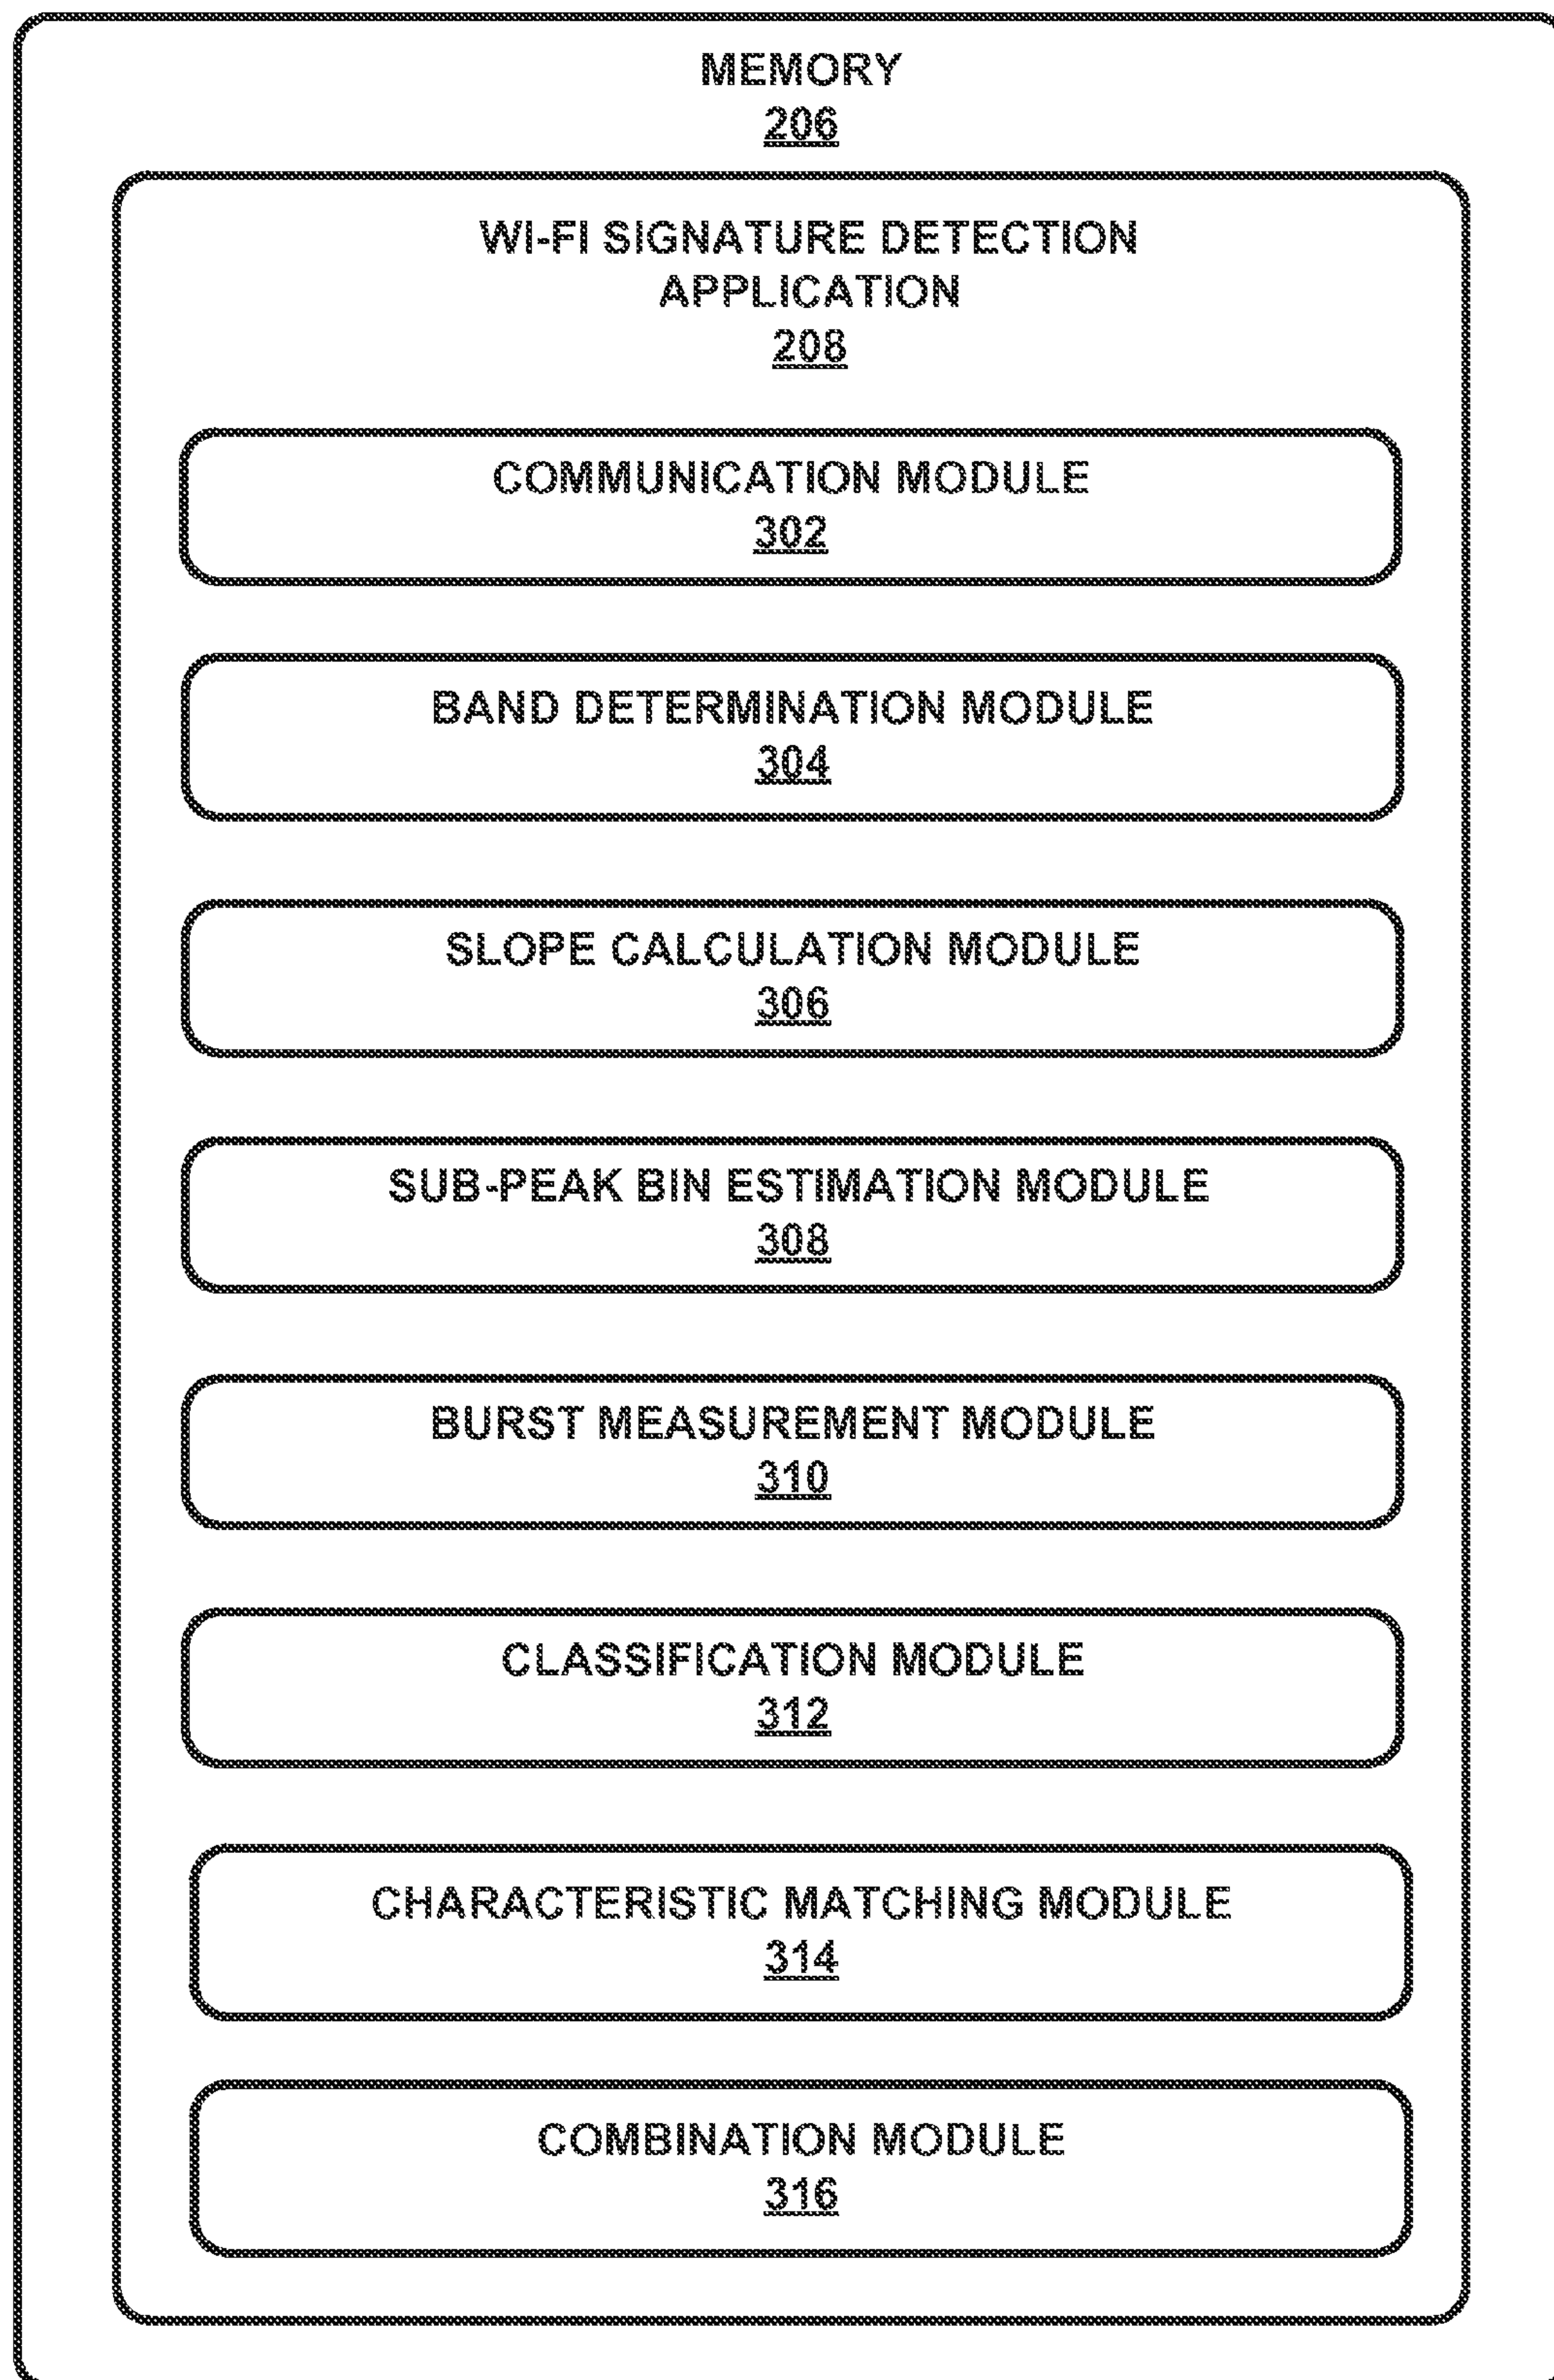 MEMORY
206
WI-FI SIGNATURE DETECTION
APPLICATION
208
COMMUNICATION MODULE
302
BAND DETERMINATION MODULE
304
SLOPE CALCULATION MODULE
306
SUB-PEAK BIN ESTIMATION MODULE
308
BURST MEASUREMENT MODULE
310
CLASSIFICATION MODULE
312
CHARACTERISTIC MATCHING MODULE
314
COMBINATION MODULE
316